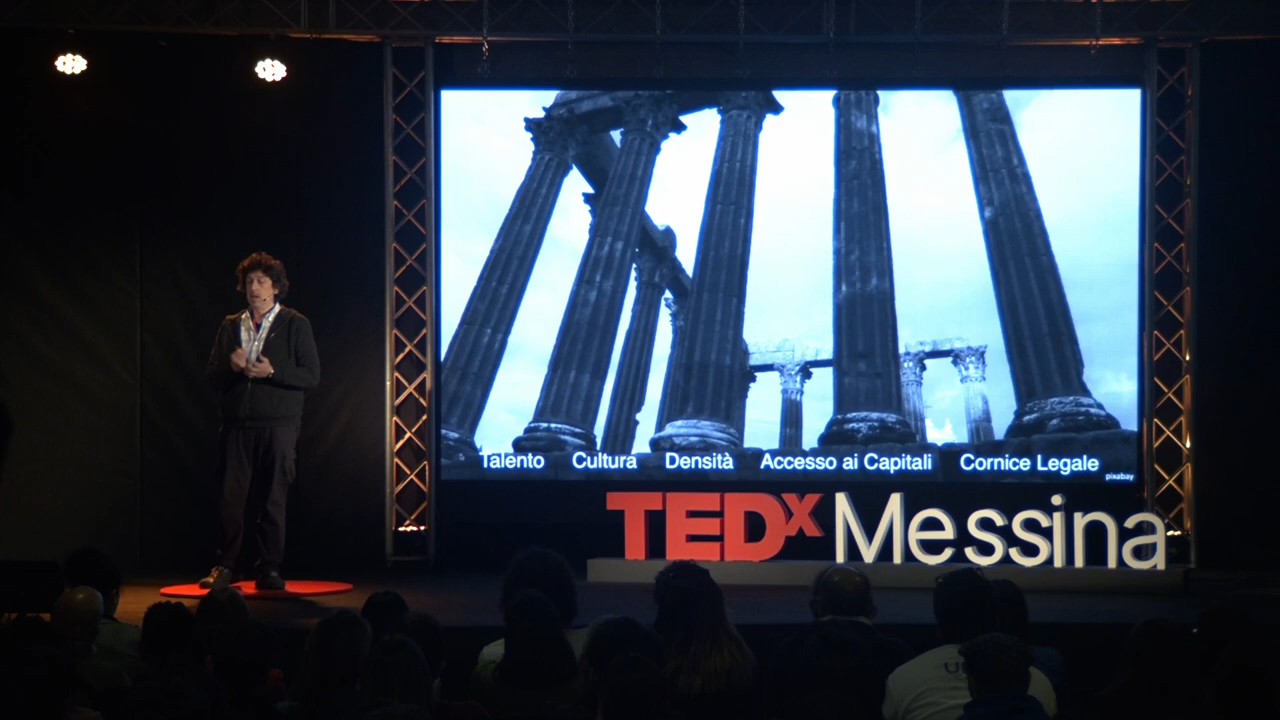 Talento Cultura Densità Accesso ai Capitali Cornice Legale
pixabay
TEDx Messina